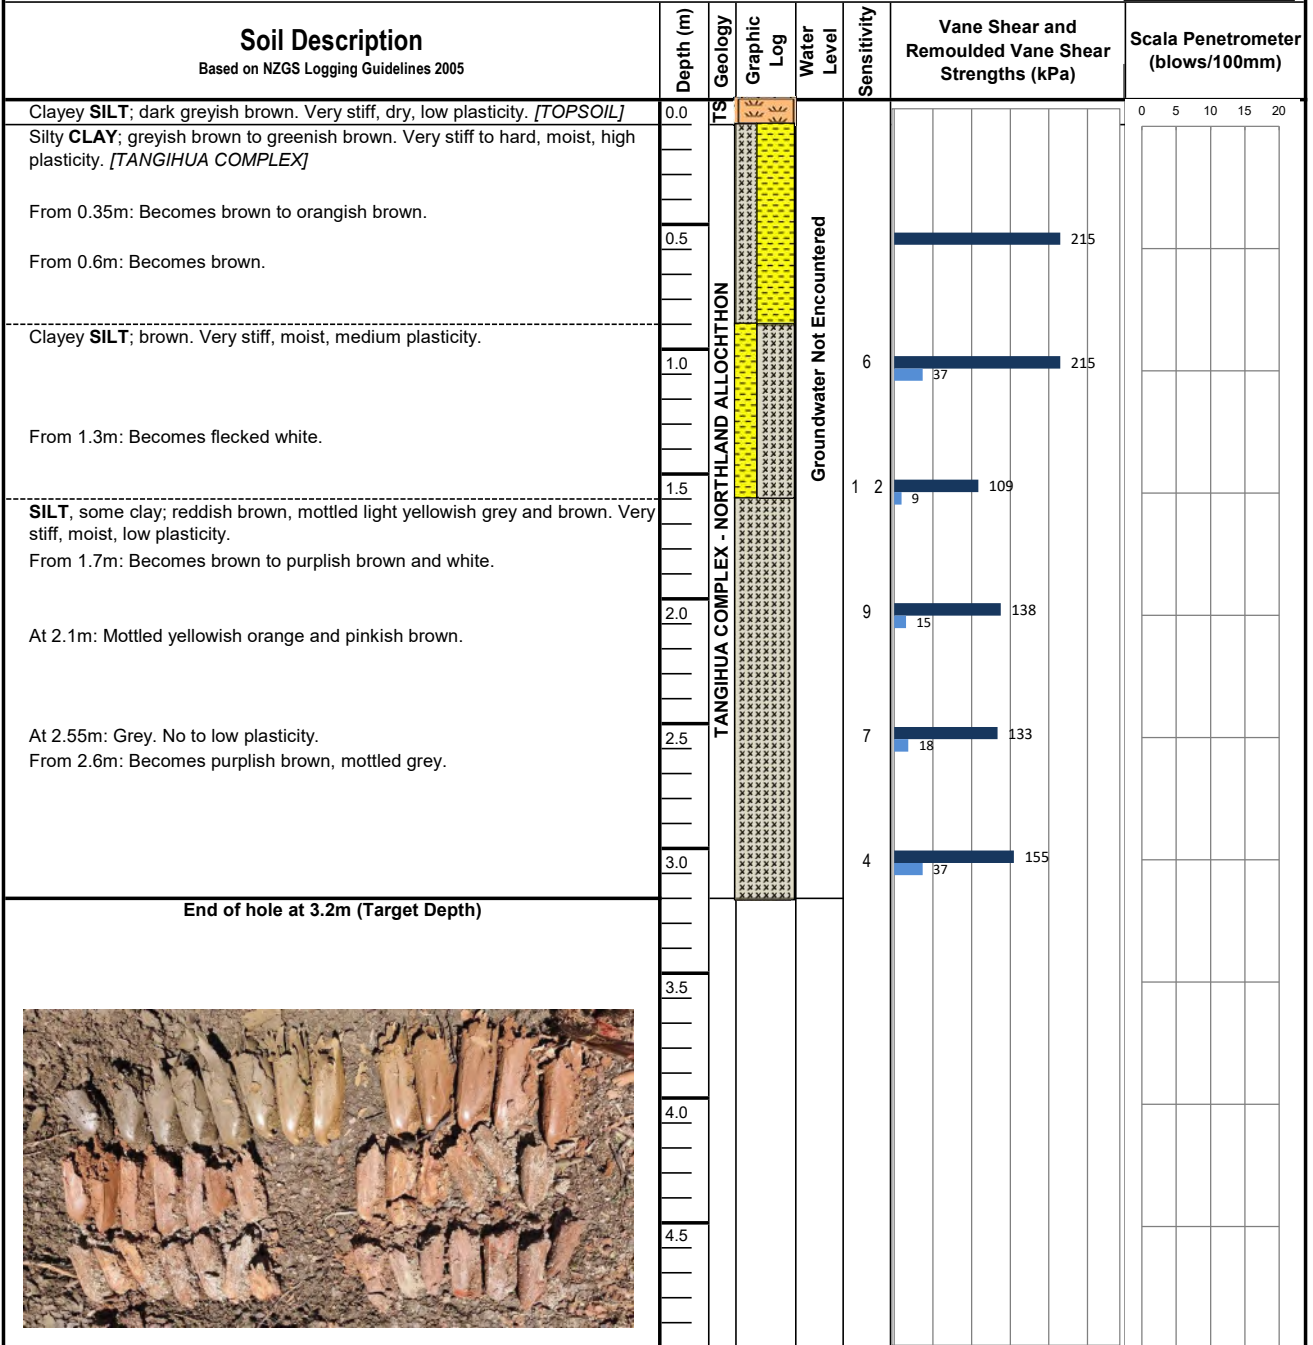 Soil Description
Based on NZGS Logging Guidelines 2005
Depth (m)
Geology
Graphic
Log
Water
Level
Sensitivity
Vane Shear and
Remoulded Vane Shear
Strengths (kPa)
Scala Penetrometer
(blows/100mm)
Clayey SILT; dark greyish brown. Very stiff, dry, low plasticity. [TOPSOIL]
0.0
TS
0 5 10 15 20
Silty CLAY; greyish brown to greenish brown. Very stiff to hard, moist, high
plasticity. [TANGIHUA COMPLEX]
From 0.35m: Becomes brown to orangish brown.
0.5
215
From 0.6m: Becomes brown.
TANGIHUA COMPLEX - NORTHLAND ALLOCHTHON
Groundwater Not Encountered
Clayey SILT; brown. Very stiff, moist, medium plasticity.
1.0
6
215
37
From 1.3m: Becomes flecked white.
1.5
1 2
109
9
SILT, some clay; reddish brown, mottled light yellowish grey and brown. Very
stiff, moist, low plasticity.
From 1.7m: Becomes brown to purplish brown and white.
2.0
9
138
15
At 2.1m: Mottled yellowish orange and pinkish brown.
At 2.55m: Grey. No to low plasticity.
2.5
7
133
18
From 2.6m: Becomes purplish brown, mottled grey.
3.0
4
155
37
End of hole at 3.2m (Target Depth)
3.5
4.0
4.5